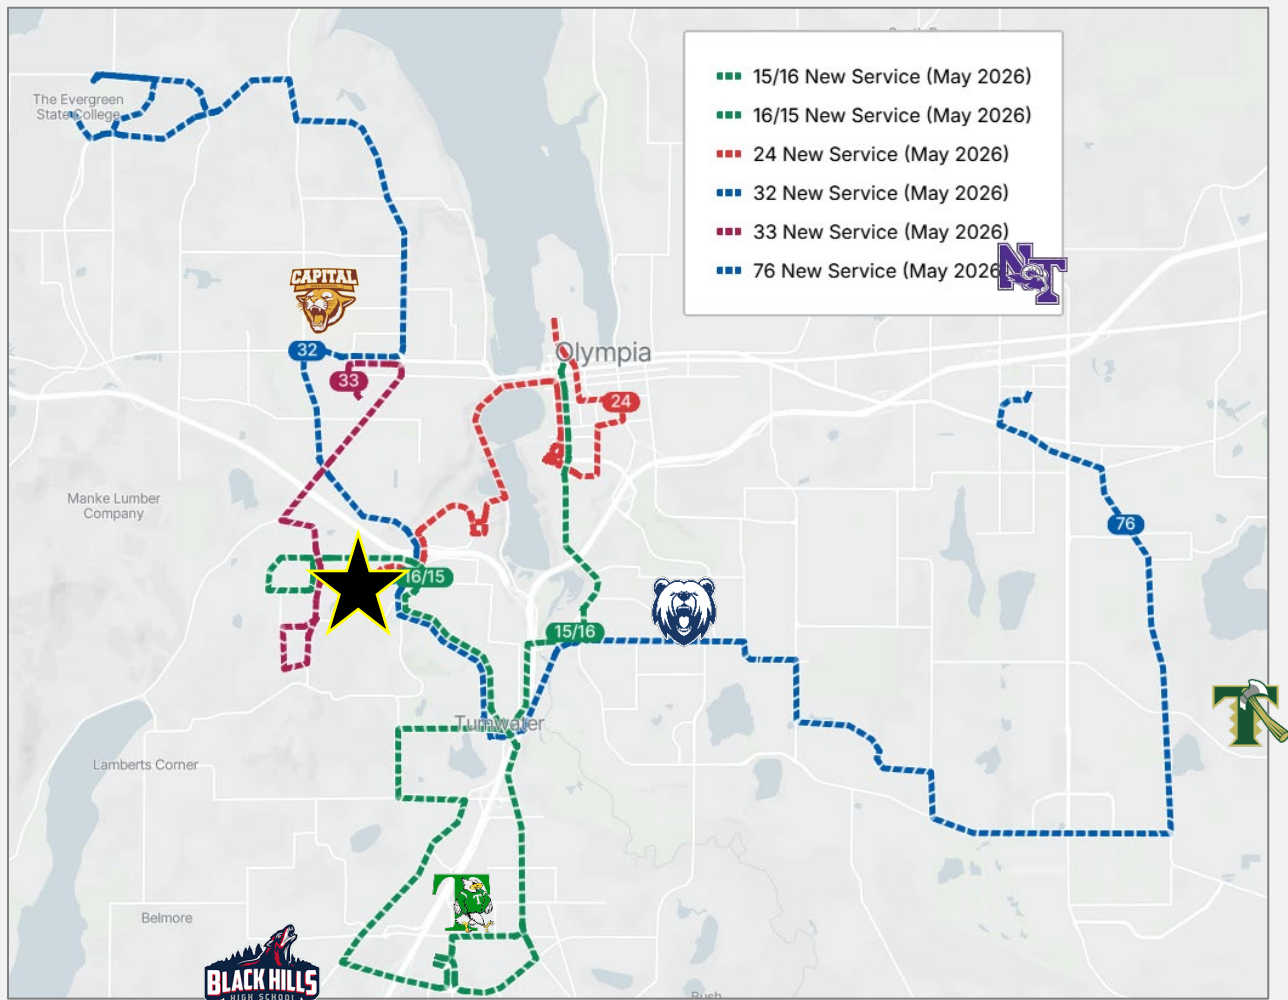 15/16 New Service (May 2026)
16/15 New Service (May 2026)
24 New Service (May 2026)
32 New Service (May 2026)
33 New Service (May 2026)
76 New Service (May 2026
NT
The Evergreen
State College
CAPITAL
32
33
Olympia
24
Manke Lumber
Company
76
16/15
15/16
Tumwater
T
Lamberts Corner
T
T
Belmore
BLACK HILLS
HIGH SCHOOL
Bush